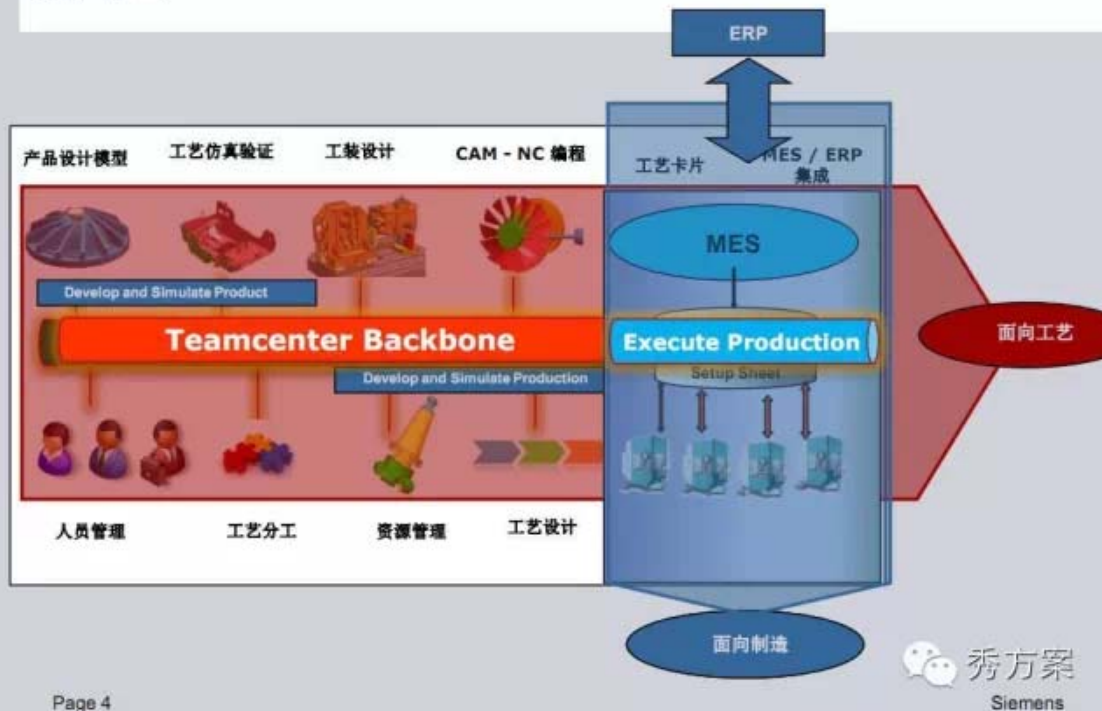 ERP
产品设计模型
工艺仿真验证
工装设计
CAM - NC 编程
工艺卡片
MES / ERP
集成
MES
Develop and Simulate Product
Teamcenter Backbone
Execute Production
面向工艺
Develop and Simulate Production
Setup Sheet
人员管理
工艺分工
资源管理
工艺设计
面向制造
秀方案
Page 4
Siemens